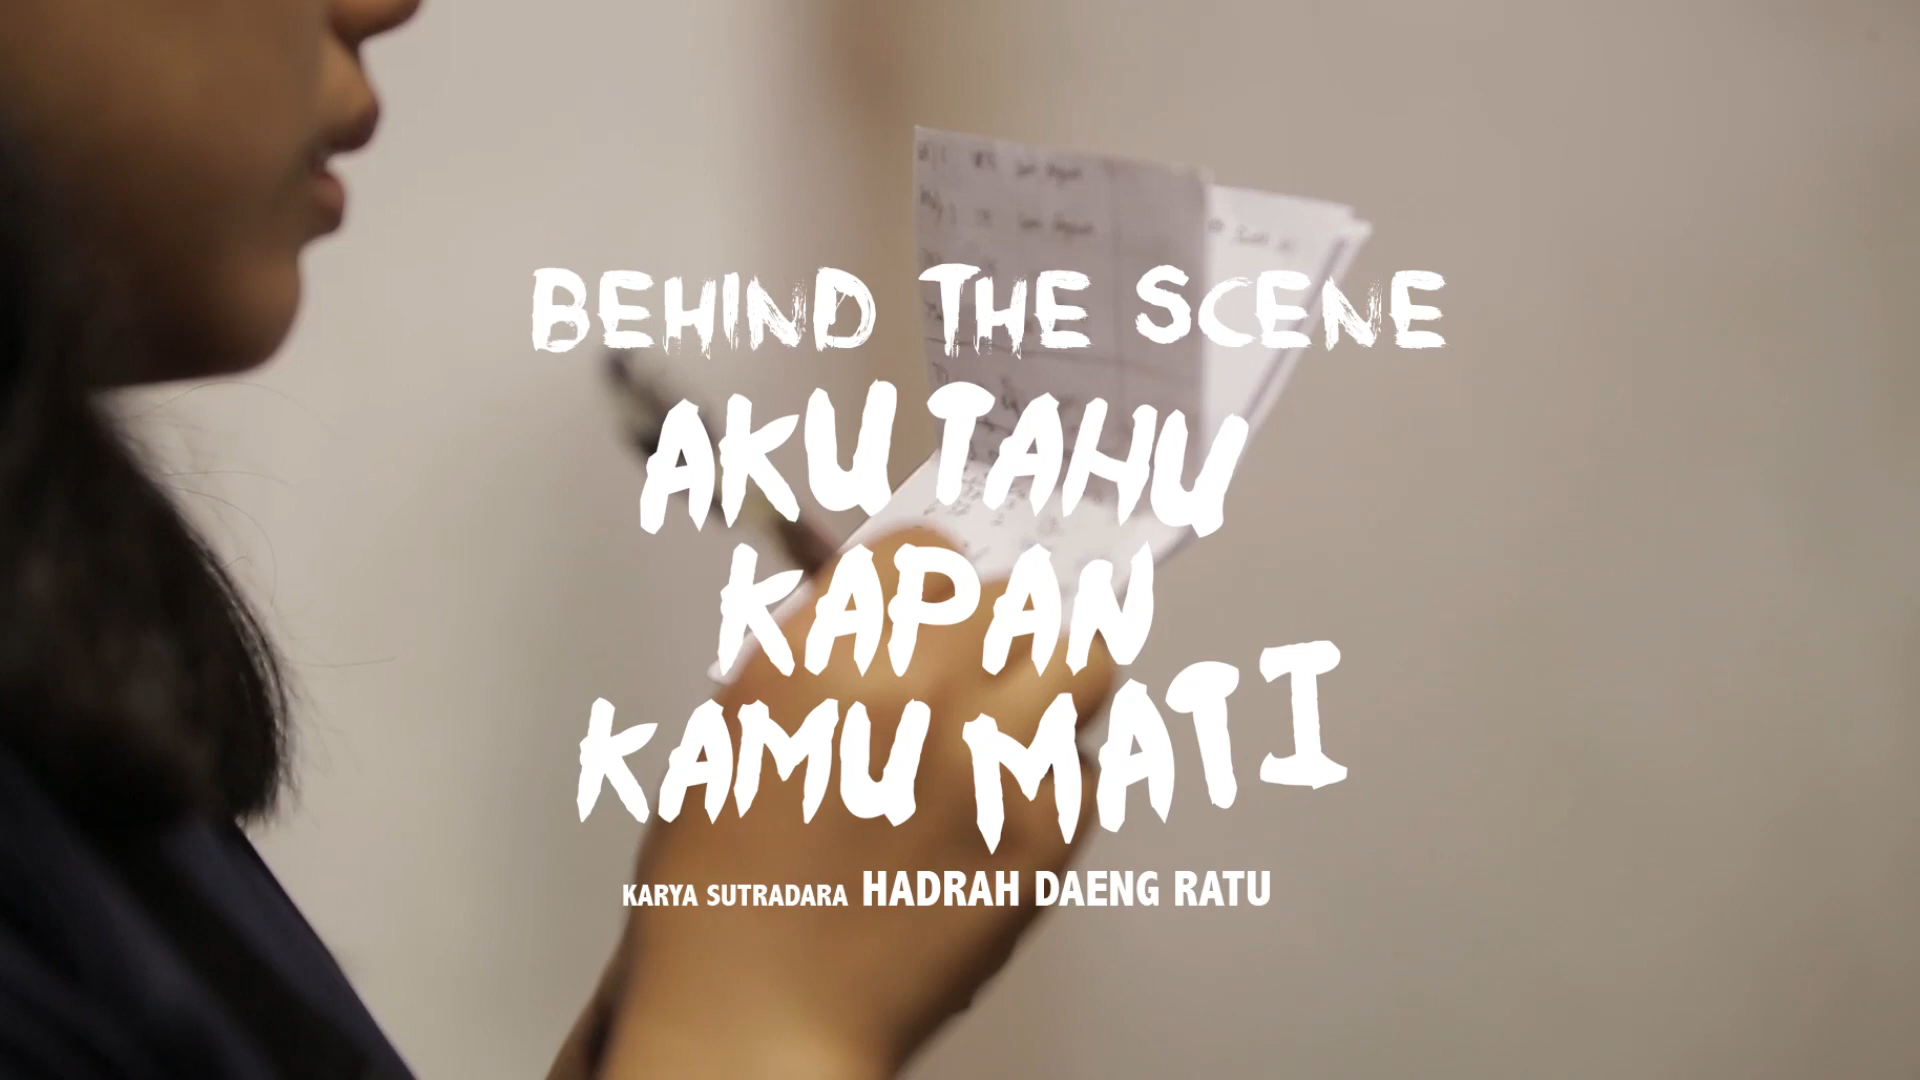 BEHIND THE SCENE
AKU TAHU
KAPAN
KAMU MATI
KARYA SUTRADARA HADRAH DAENG RATU